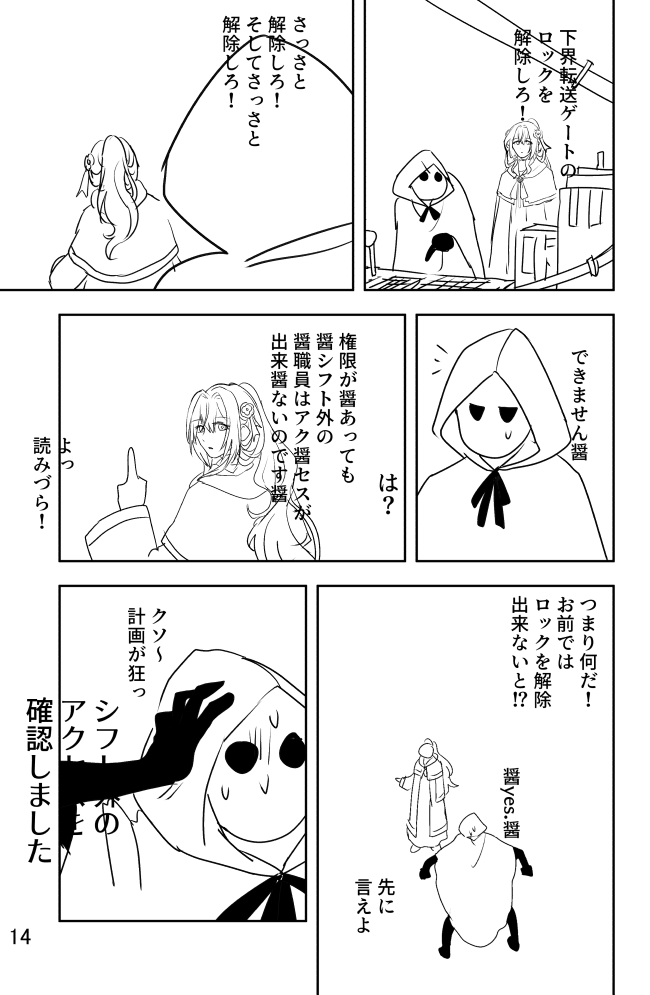 下界転送ゲートの
ロックを
解除しろ！
さっさと
解除しろ！
そしてさっさと
解除しろ！
できません醤
は？
権限が醤あっても
醤シフト外の
醤職員はアク醤セスが
出来醤ないのです醤
よっ
読みづら！
つまり何だ！
お前では
ロックを解除
出来ないと!?
醤yes.醤
先に
言えよ
クソ～
計画が狂っ
シフト外の
アクセスを
確認しました
14